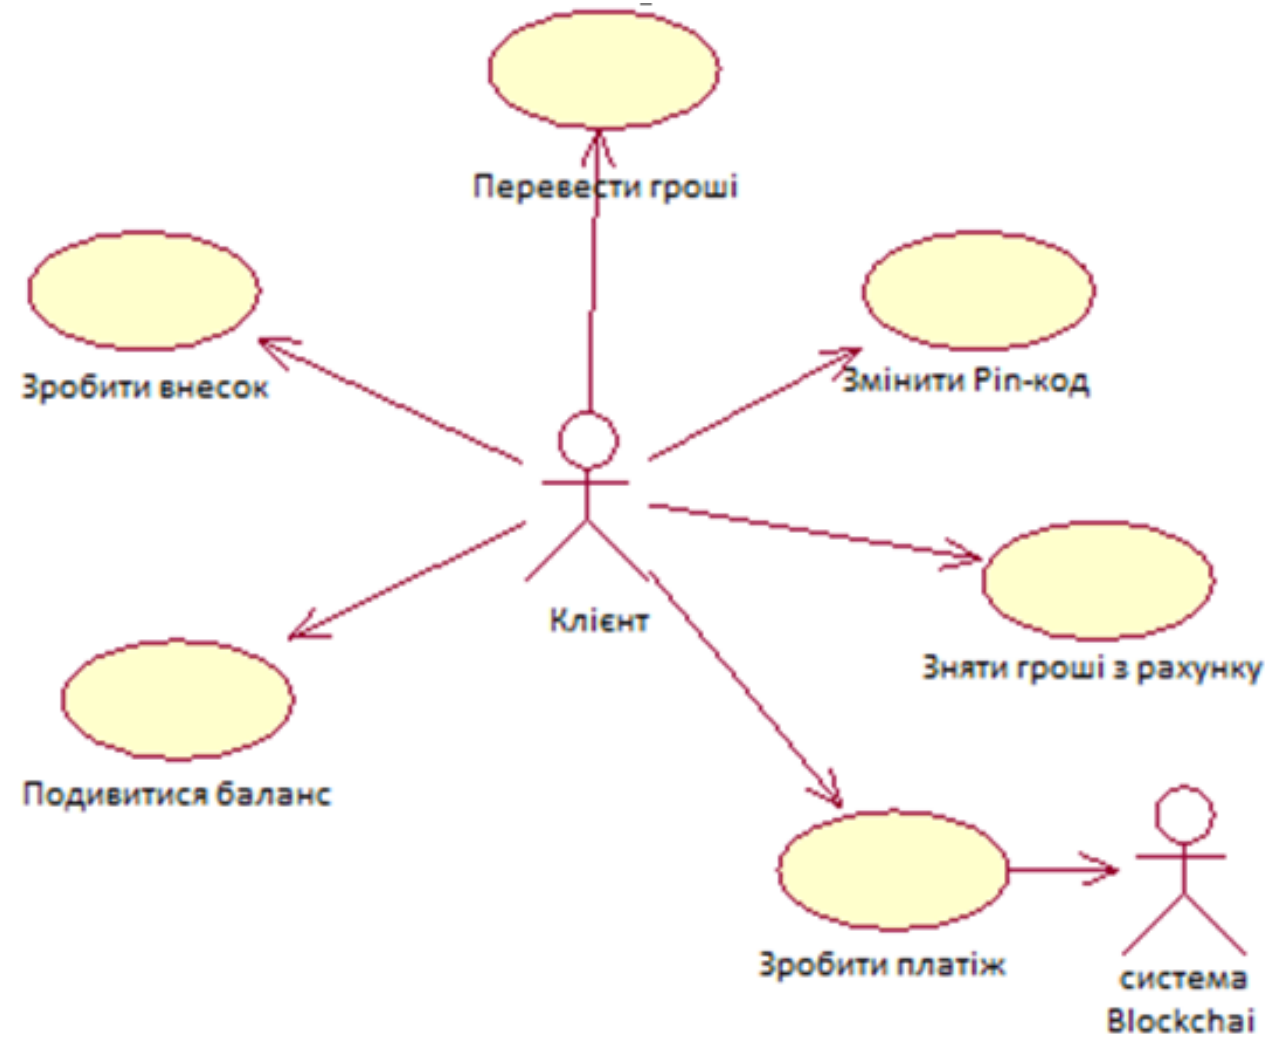 Перевести гроші
Зробити внесок
Змінити Pin-код
Клієнт
Зняти гроші з рахунку
Подивитися баланс
Зробити платіж
система
Blockchai